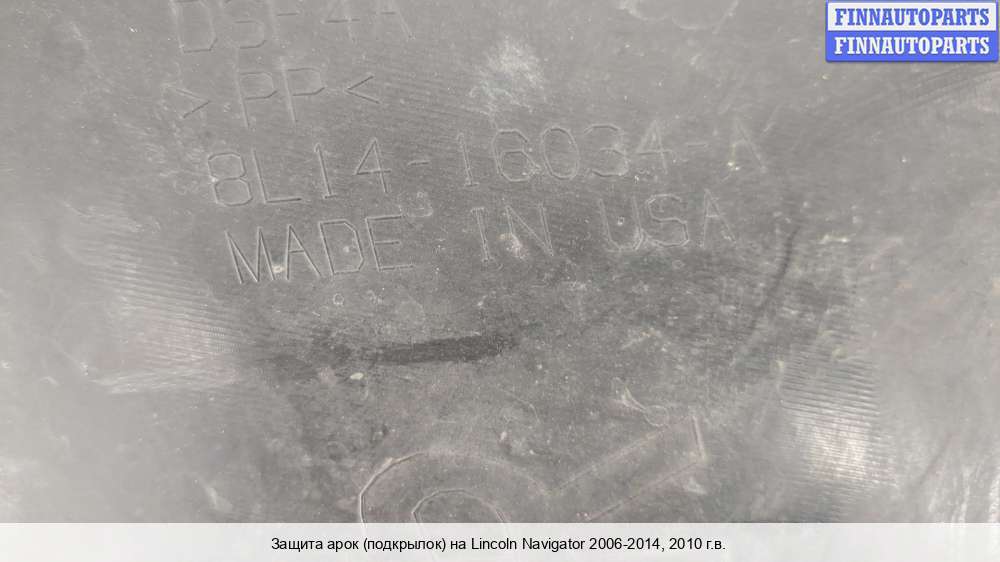 FINNAUTOPARTS
FINNAUTOPARTS
>PP<
8L14-16034-A
MADE IN USA
Защита арок (подкрылок) на Lincoln Navigator 2006-2014, 2010 г.в.